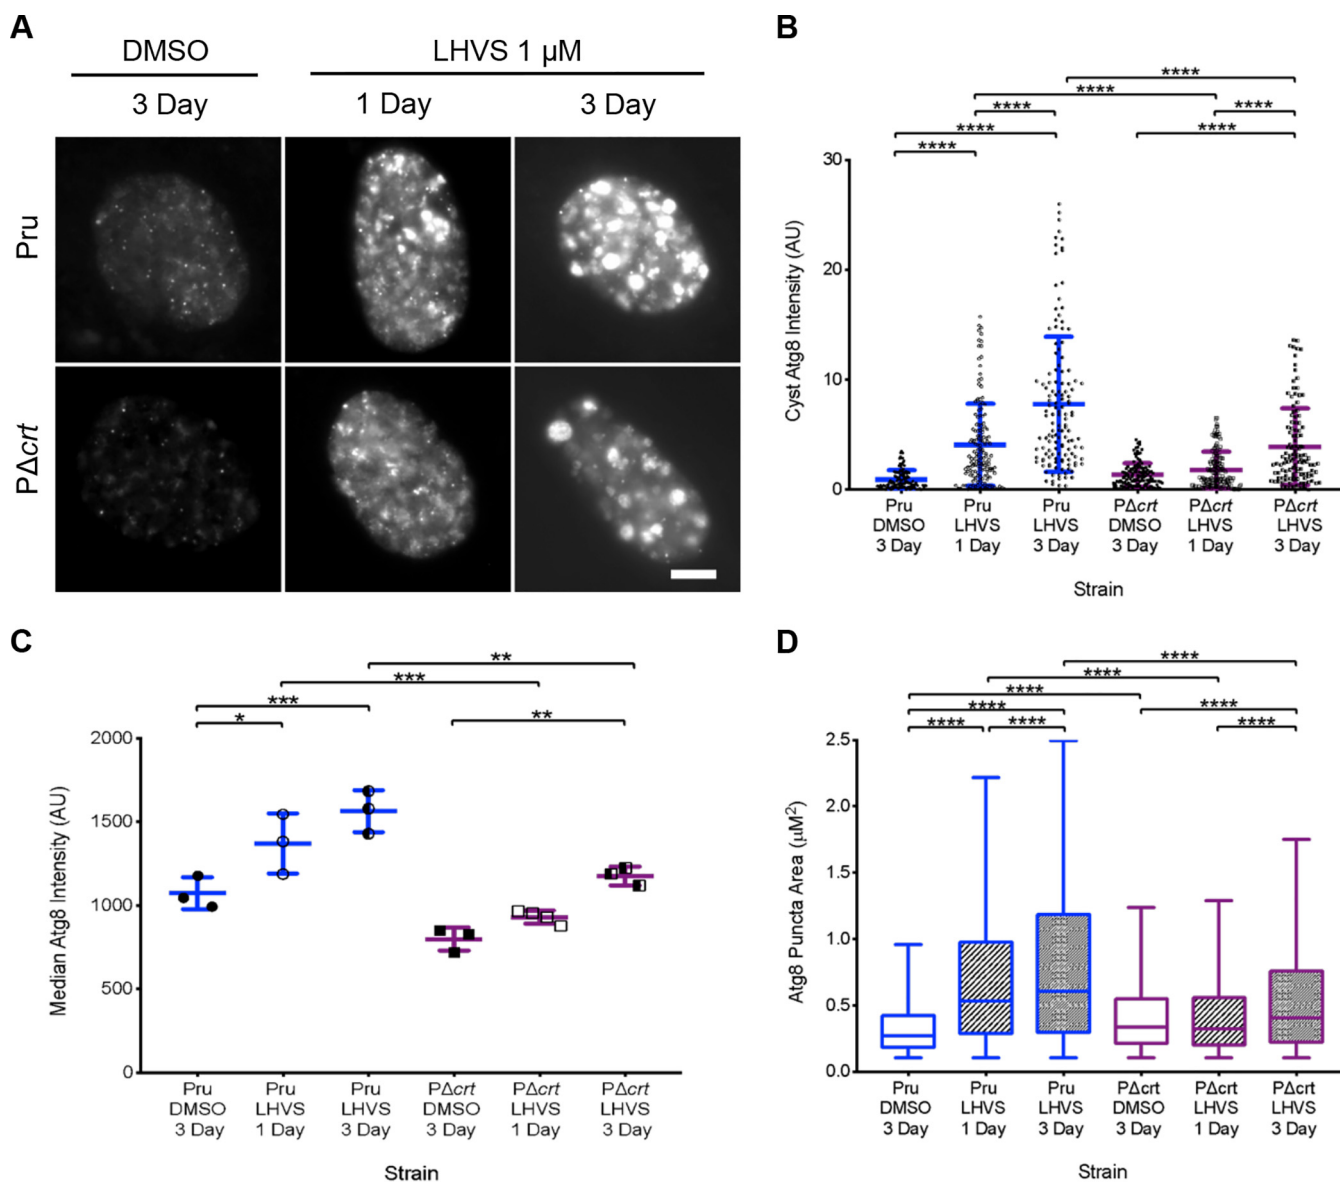 A
DMSO
LHVS 1 µM
3 Day
1 Day
3 Day
Pru
PΔcrt
B
****
****
****
****
****
****
****
30
20
10
0
Cyst Atg8 Intensity (AU)
Pru
DMSO
3 Day
Pru
LHVS
1 Day
Pru
LHVS
3 Day
PΔcrt
DMSO
3 Day
PΔcrt
LHVS
1 Day
PΔcrt
LHVS
3 Day
Strain
C
**
***
***
**
*
2000
1500
1000
500
0
Median Atg8 Intensity (AU)
Pru
DMSO
3 Day
Pru
LHVS
1 Day
Pru
LHVS
3 Day
PΔcrt
DMSO
3 Day
PΔcrt
LHVS
1 Day
PΔcrt
LHVS
3 Day
Strain
D
****
****
****
****
****
****
****
****
2.5
2.0
1.5
1.0
0.5
0.0
Atg8 Puncta Area (µM²)
Pru
DMSO
3 Day
Pru
LHVS
1 Day
Pru
LHVS
3 Day
PΔcrt
DMSO
3 Day
PΔcrt
LHVS
1 Day
PΔcrt
LHVS
3 Day
Strain